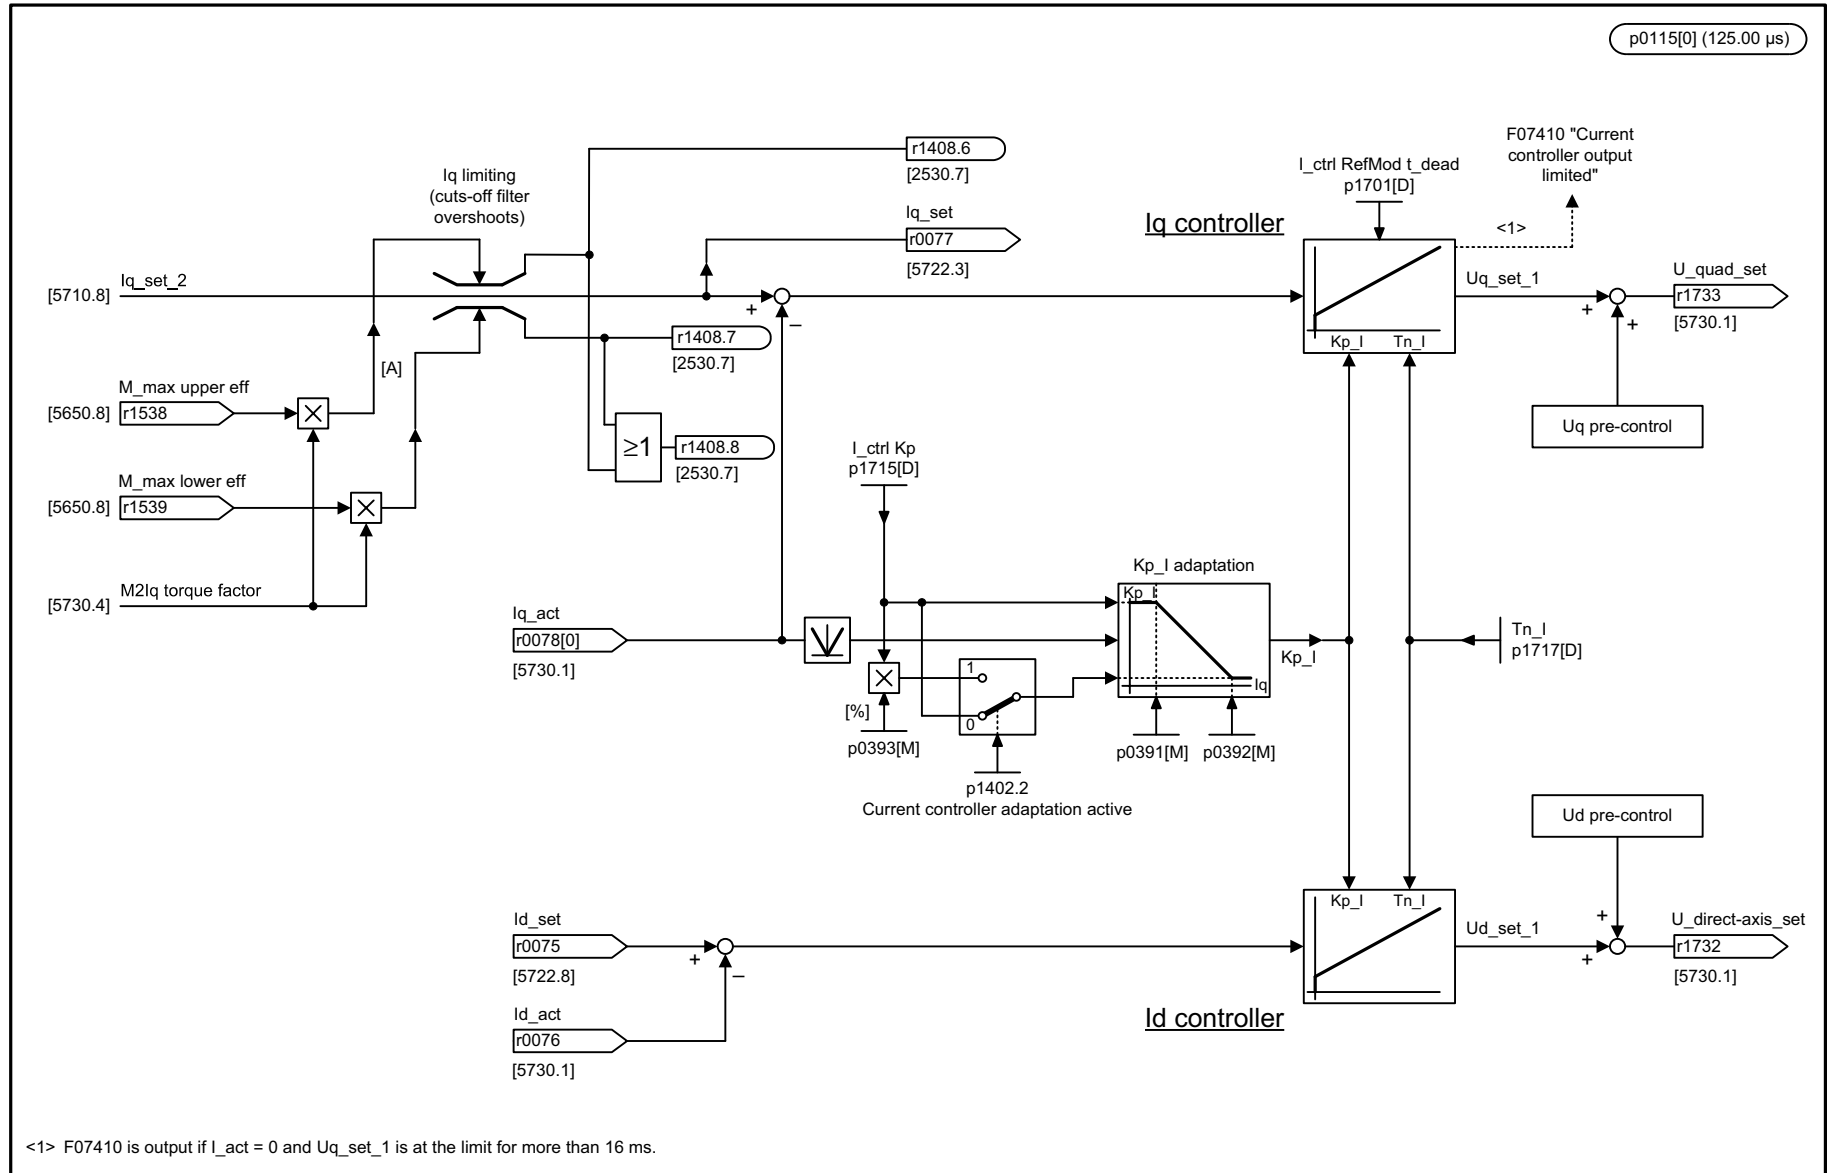 p0115[0] (125.00 µs)
F07410 "Current
controller output
limited"
r1408.6
[2530.7]
I_ctrl RefMod t_dead
p1701[D]
Iq limiting
(cuts-off filter
overshoots)
Iq_set
r0077
[5722.3]
Iq controller
<1>
[5710.8]
Iq_set_2
+
–
Kp_I
Tn_I
Uq_set_1
+
+
U_quad_set
r1733
[5730.1]
r1408.7
[2530.7]
[A]
M_max upper eff
[5650.8]
r1538
≥1
r1408.8
[2530.7]
Uq pre-control
I_ctrl Kp
p1715[D]
M_max lower eff
[5650.8]
r1539
M2Iq torque factor
[5730.4]
Kp_I adaptation
Kp_I
Iq
Iq_act
r0078[0]
[5730.1]
Kp_I
Tn_I
p1717[D]
1
0
[%]
p0393[M]
p0391[M]
p0392[M]
p1402.2
Current controller adaptation active
Ud pre-control
Id_set
r0075
[5722.8]
+
–
Kp_I
Tn_I
Ud_set_1
+
+
U_direct-axis_set
r1732
[5730.1]
Id_act
r0076
[5730.1]
Id controller
<1> F07410 is output if I_act = 0 and Uq_set_1 is at the limit for more than 16 ms.